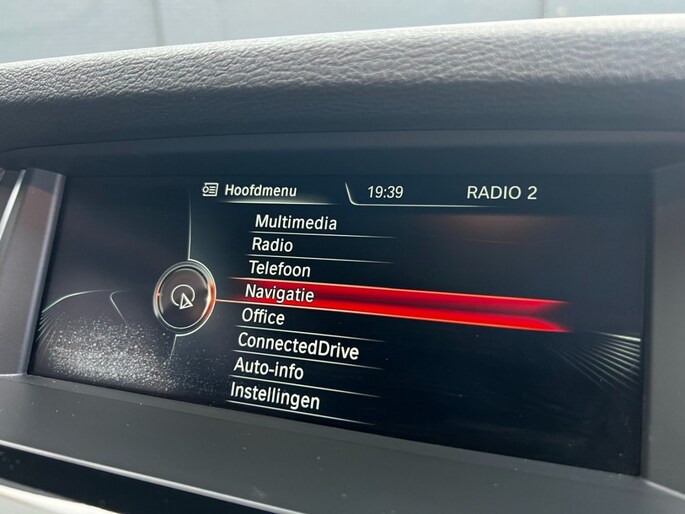 Hoofdmenu 19:39 RADIO 2
Multimedia
Radio
Telefoon
Navigatie
Office
ConnectedDrive
Auto-info
Instellingen